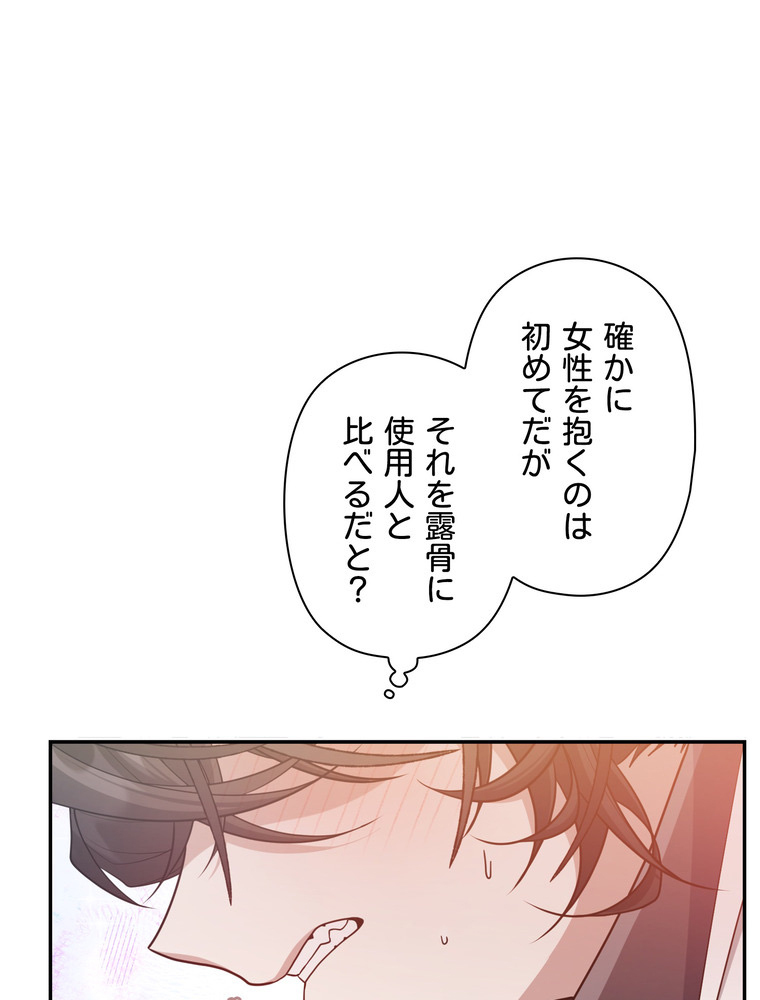 確かに
女性を抱くのは
初めてだが
それを露骨に
使用人と
比べるだと？